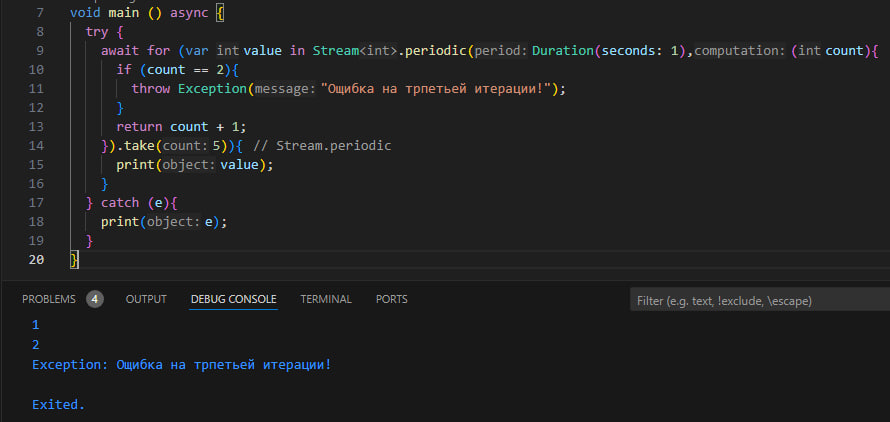 7 void main () async {
8 try {
9 await for (var int value in Stream<int>.periodic(period: Duration(seconds: 1),computation: (int count){
10 if (count == 2){
11 throw Exception(message: "Ощибка на трпетьей итерации!");
12 }
13 return count + 1;
14 }).take(count: 5)){ // Stream.periodic
15 print(object: value);
16 }
17 } catch (e){
18 print(object: e);
19 }
20 }
PROBLEMS 4 OUTPUT DEBUG CONSOLE TERMINAL PORTS Filter (e.g. text, !exclude, \escape)
1
2
Exception: Ощибка на трпетьей итерации!
Exited.